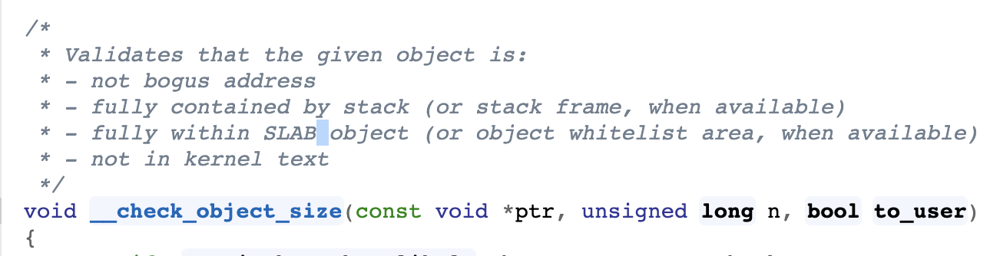 /*
 * Validates that the given object is:
 * - not bogus address
 * - fully contained by stack (or stack frame, when available)
 * - fully within SLAB object (or object whitelist area, when available)
 * - not in kernel text
 */
void __check_object_size(const void *ptr, unsigned long n, bool to_user)
{